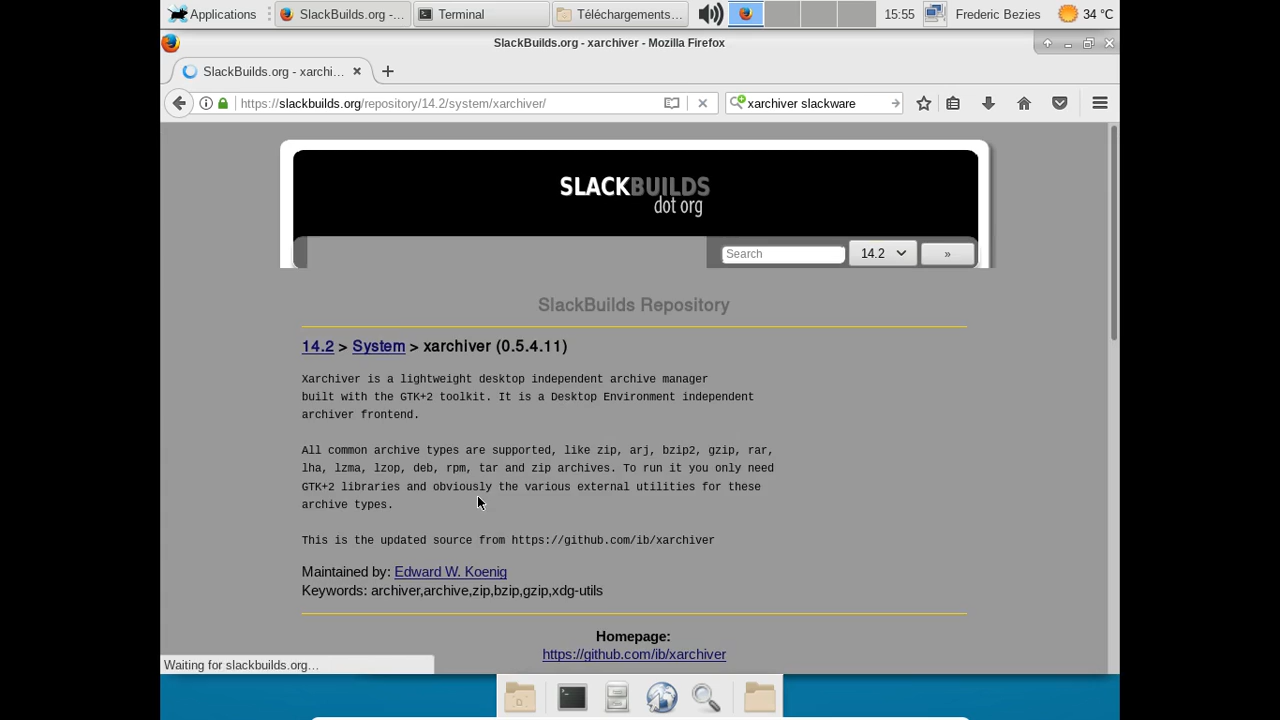 Applications
SlackBuilds.org -...
Terminal
Téléchargements...
15:55
Frederic Bezies
34 °C
SlackBuilds.org - xarchiver - Mozilla Firefox
SlackBuilds.org - xarchi...
https://slackbuilds.org/repository/14.2/system/xarchiver/
xarchiver slackware
SLACKBUILDS
dot org
Search
14.2
»
SlackBuilds Repository
14.2 > System > xarchiver (0.5.4.11)
Xarchiver is a lightweight desktop independent archive manager
built with the GTK+2 toolkit. It is a Desktop Environment independent
archiver frontend.
All common archive types are supported, like zip, arj, bzip2, gzip, rar,
lha, lzma, lzop, deb, rpm, tar and zip archives. To run it you only need
GTK+2 libraries and obviously the various external utilities for these
archive types.
This is the updated source from https://github.com/ib/xarchiver
Maintained by: Edward W. Koenig
Keywords: archiver,archive,zip,bzip,gzip,xdg-utils
Homepage:
https://github.com/ib/xarchiver
Waiting for slackbuilds.org…